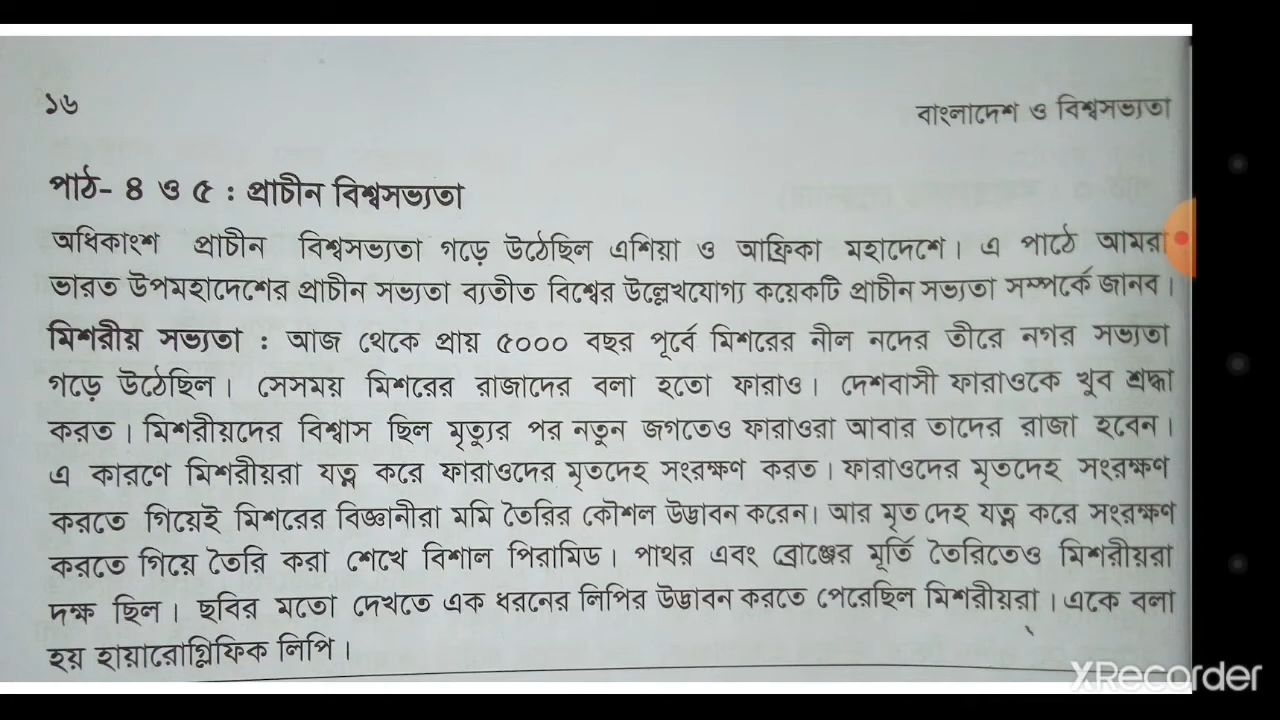 ১৬
বাংলাদেশ ও বিশ্বসভ্যতা
পাঠ- ৪ ও ৫ : প্রাচীন বিশ্বসভ্যতা
অধিকাংশ প্রাচীন বিশ্বসভ্যতা গড়ে উঠেছিল এশিয়া ও আফ্রিকা মহাদেশে। এ পাঠে আমরা
ভারত উপমহাদেশের প্রাচীন সভ্যতা ব্যতীত বিশ্বের উল্লেখযোগ্য কয়েকটি প্রাচীন সভ্যতা সম্পর্কে জানব।
মিশরীয় সভ্যতা : আজ থেকে প্রায় ৫০০০ বছর পূর্বে মিশরের নীল নদের তীরে নগর সভ্যতা
গড়ে উঠেছিল। সেসময় মিশরের রাজাদের বলা হতো ফারাও। দেশবাসী ফারাওকে খুব শ্রদ্ধা
করত। মিশরীয়দের বিশ্বাস ছিল মৃত্যুর পর নতুন জগতেও ফারাওরা আবার তাদের রাজা হবেন।
এ কারণে মিশরীয়রা যত্ন করে ফারাওদের মৃতদেহ সংরক্ষণ করত। ফারাওদের মৃতদেহ সংরক্ষণ
করতে গিয়েই মিশরের বিজ্ঞানীরা মমি তৈরির কৌশল উদ্ভাবন করেন। আর মৃত দেহ যত্ন করে সংরক্ষণ
করতে গিয়ে তৈরি করা শেখে বিশাল পিরামিড। পাথর এবং ব্রোঞ্জের মূর্তি তৈরিতেও মিশরীয়রা
দক্ষ ছিল। ছবির মতো দেখতে এক ধরনের লিপির উদ্ভাবন করতে পেরেছিল মিশরীয়রা। একে বলা
হয় হায়ারোগ্লিফিক লিপি।
XRecorder